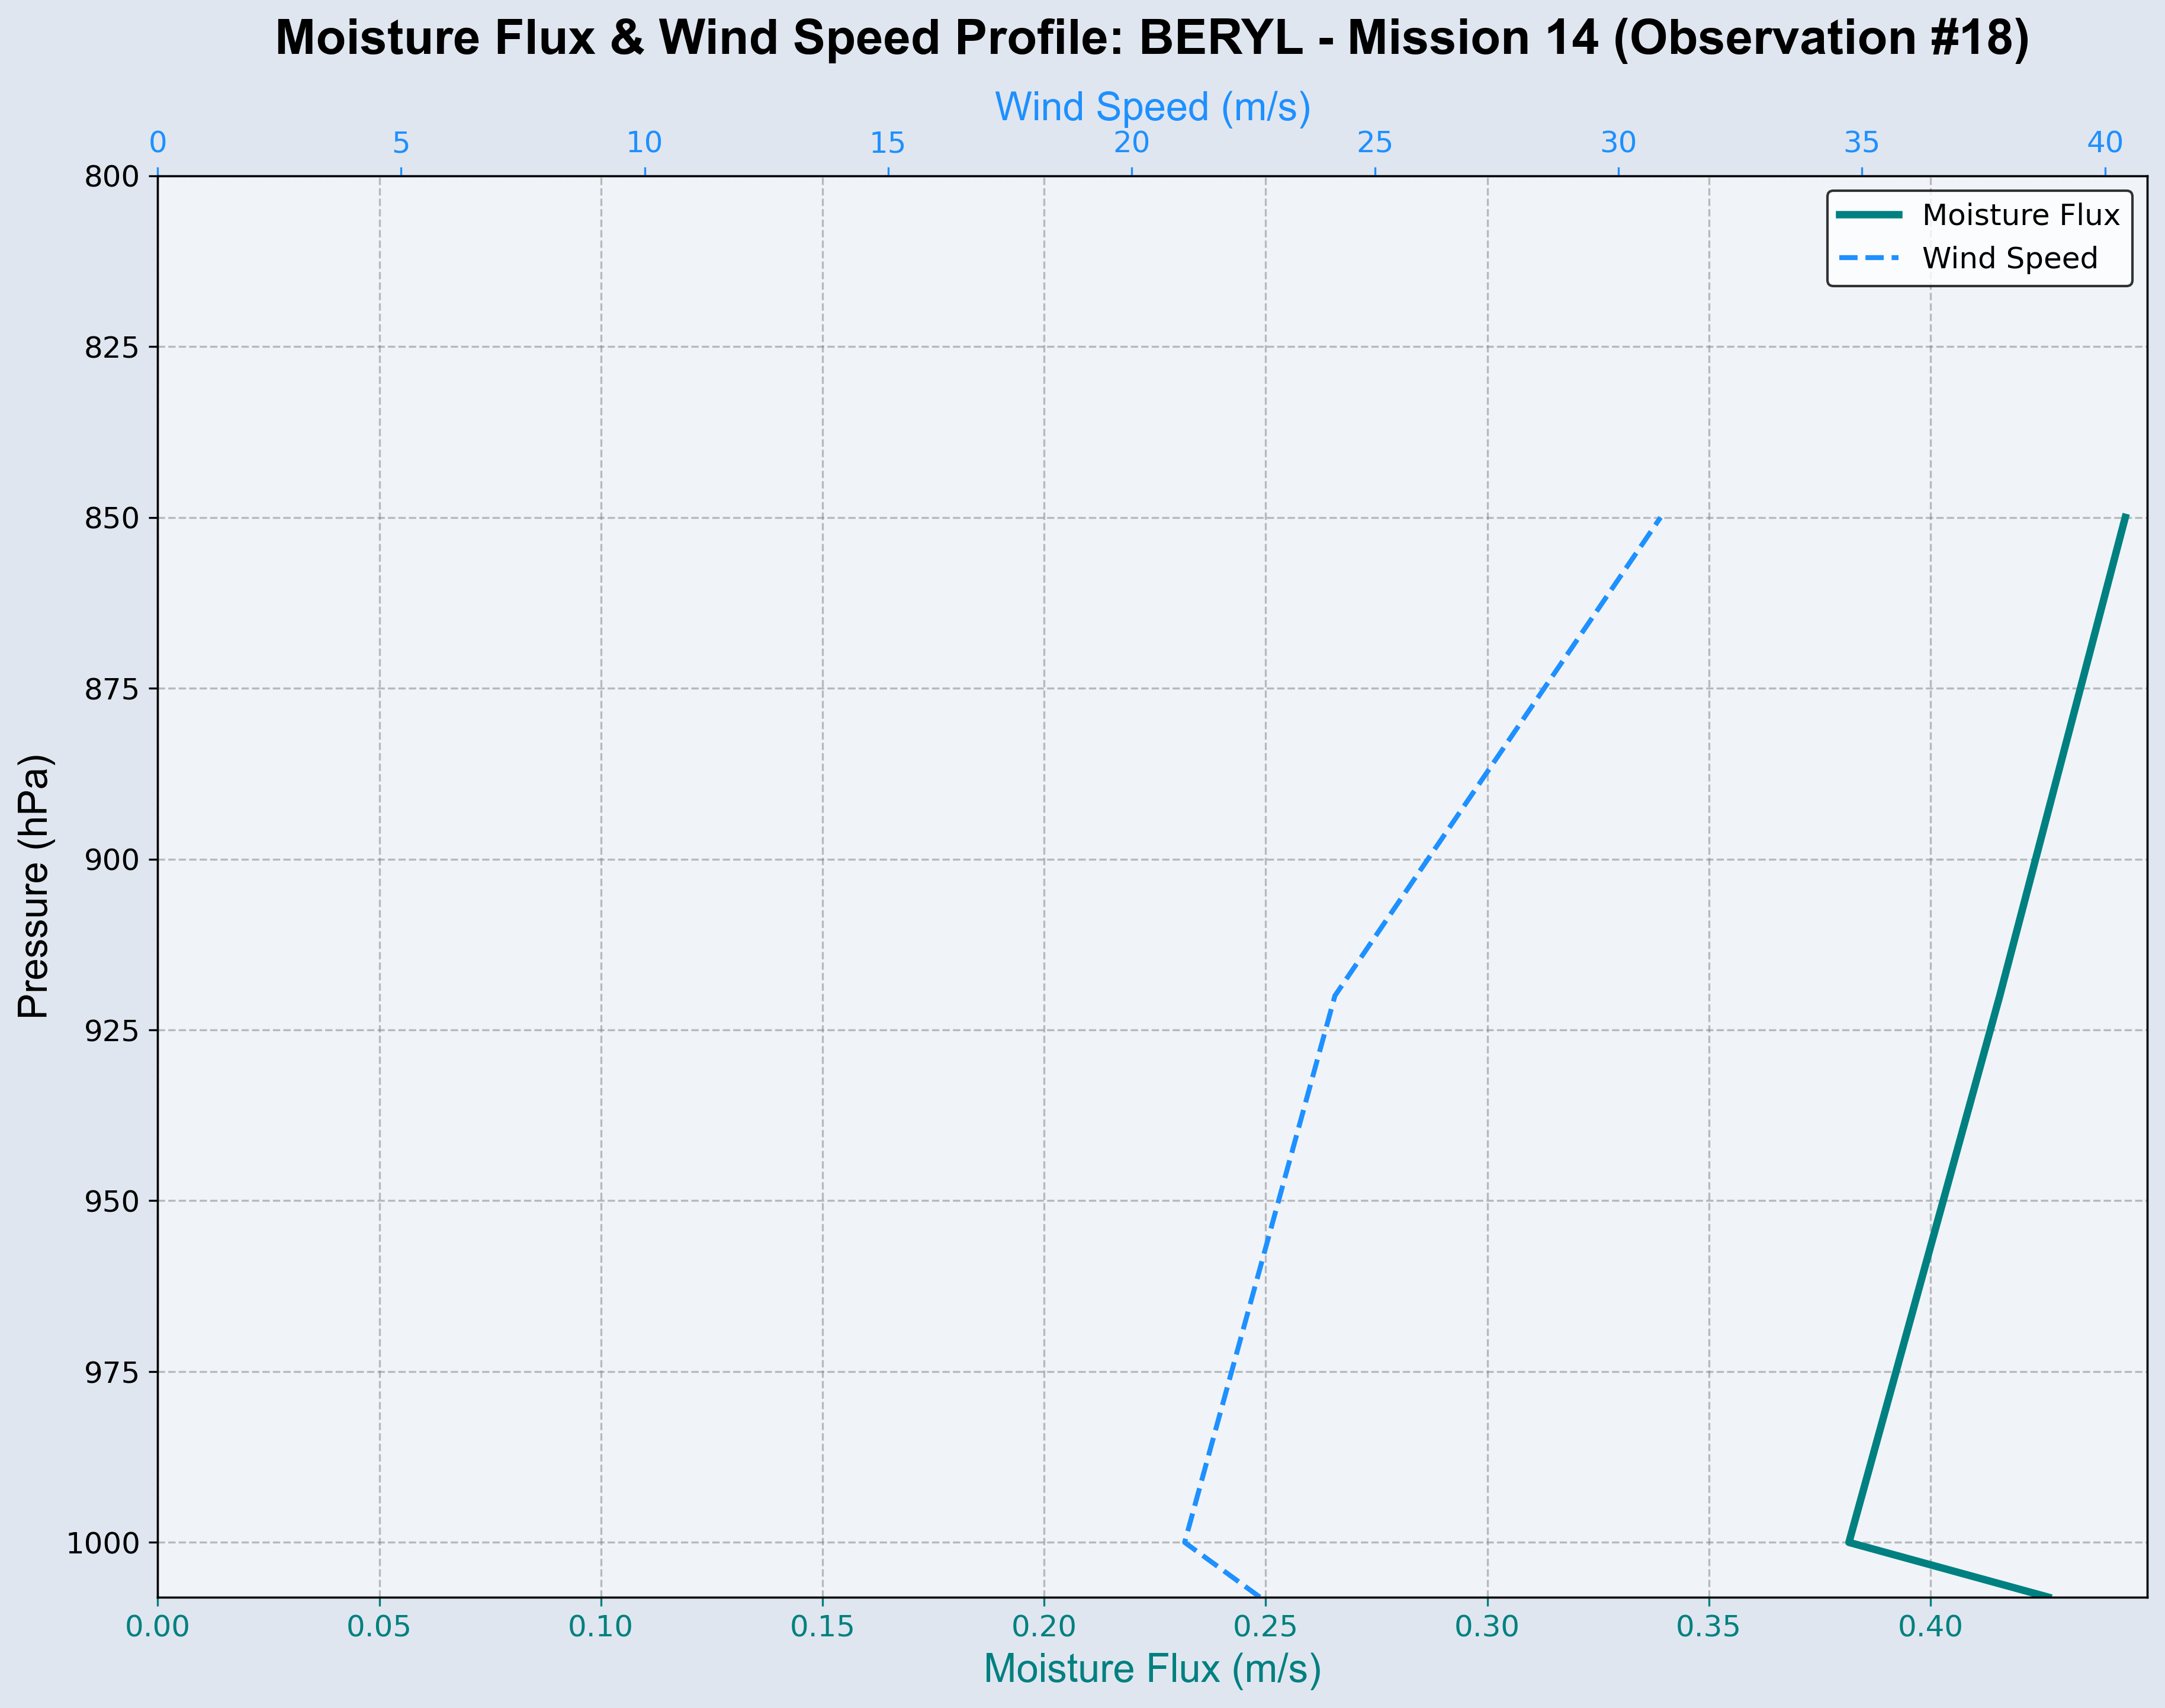 Moisture Flux & Wind Speed Profile: BERYL - Mission 14 (Observation #18)
Wind Speed (m/s)
0 5 10 15 20 25 30 35 40
Moisture Flux
Wind Speed
800
825
850
875
900
925
950
975
1000
Pressure (hPa)
0.00 0.05 0.10 0.15 0.20 0.25 0.30 0.35 0.40
Moisture Flux (m/s)